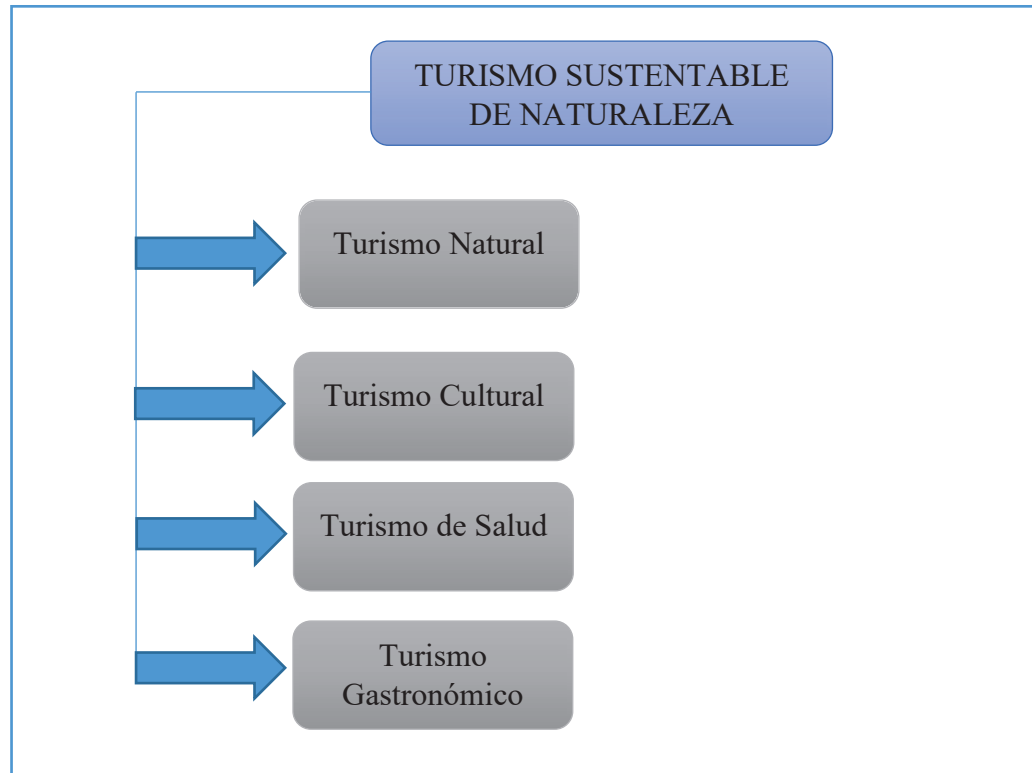 TURISMO SUSTENTABLE
DE NATURALEZA
Turismo Natural
Turismo Cultural
Turismo de Salud
Turismo
Gastronómico